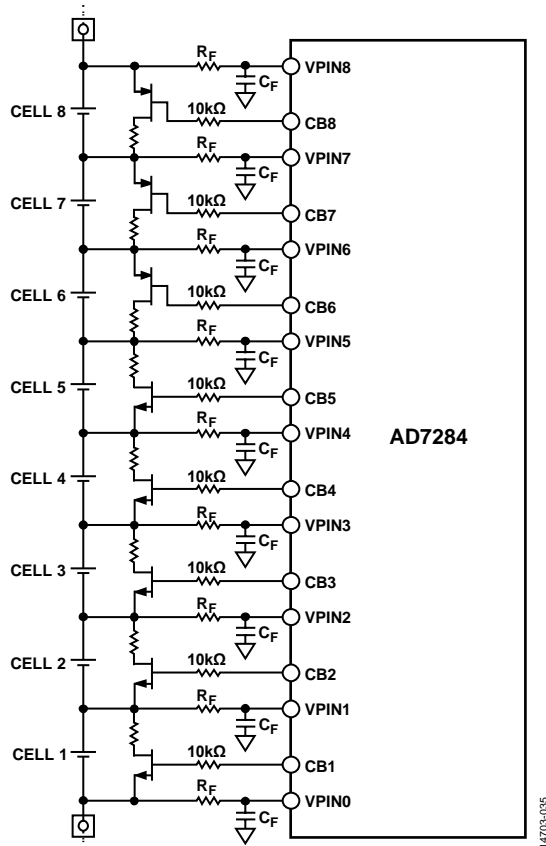 RF
VPIN8
CF
CELL 8
10kΩ
CB8
RF
VPIN7
CF
CELL 7
10kΩ
CB7
RF
VPIN6
CF
CELL 6
10kΩ
CB6
RF
VPIN5
CF
CELL 5
10kΩ
CB5
RF
VPIN4
AD7284
CF
CELL 4
10kΩ
CB4
RF
VPIN3
CF
CELL 3
10kΩ
CB3
RF
VPIN2
CF
CELL 2
10kΩ
CB2
RF
VPIN1
CF
CELL 1
10kΩ
CB1
RF
VPIN0
CF
14703-035